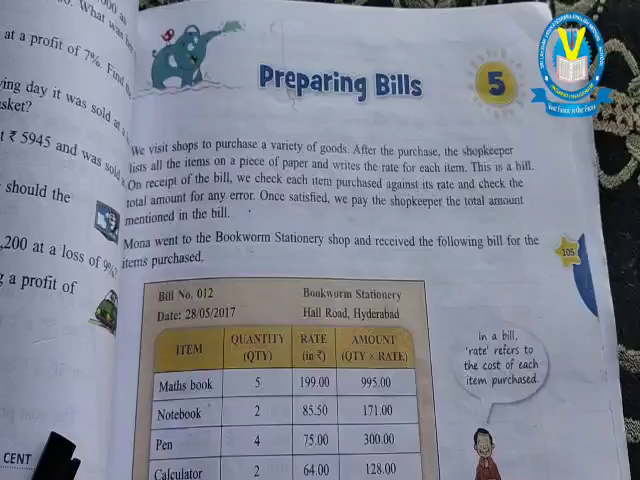 000 an
What was
at a profit of 7%. Find
ing day it was sold at a
sket?
t ₹ 5945 and was sold
should the
,200 at a loss of 9%?
g a profit of
CENT
Preparing Bills
5
We visit shops to purchase a variety of goods. After the purchase, the shopkeeper
lists all the items on a piece of paper and writes the rate for each item. This is a bill.
On receipt of the bill, we check each item purchased against its rate and check the
total amount for any error. Once satisfied, we pay the shopkeeper the total amount
mentioned in the bill.
Mona went to the Bookworm Stationery shop and received the following bill for the
items purchased.
105
Bill No. 012 Bookworm Stationery
Date: 28/05/2017 Hall Road, Hyderabad
ITEM QUANTITY (QTY) RATE (in ₹) AMOUNT (QTY × RATE)
Maths book 5 199.00 995.00
Notebook 2 85.50 171.00
Pen 4 75.00 300.00
Calculator 2 64.00 128.00
In a bill,
'rate' refers to
the cost of each
item purchased.